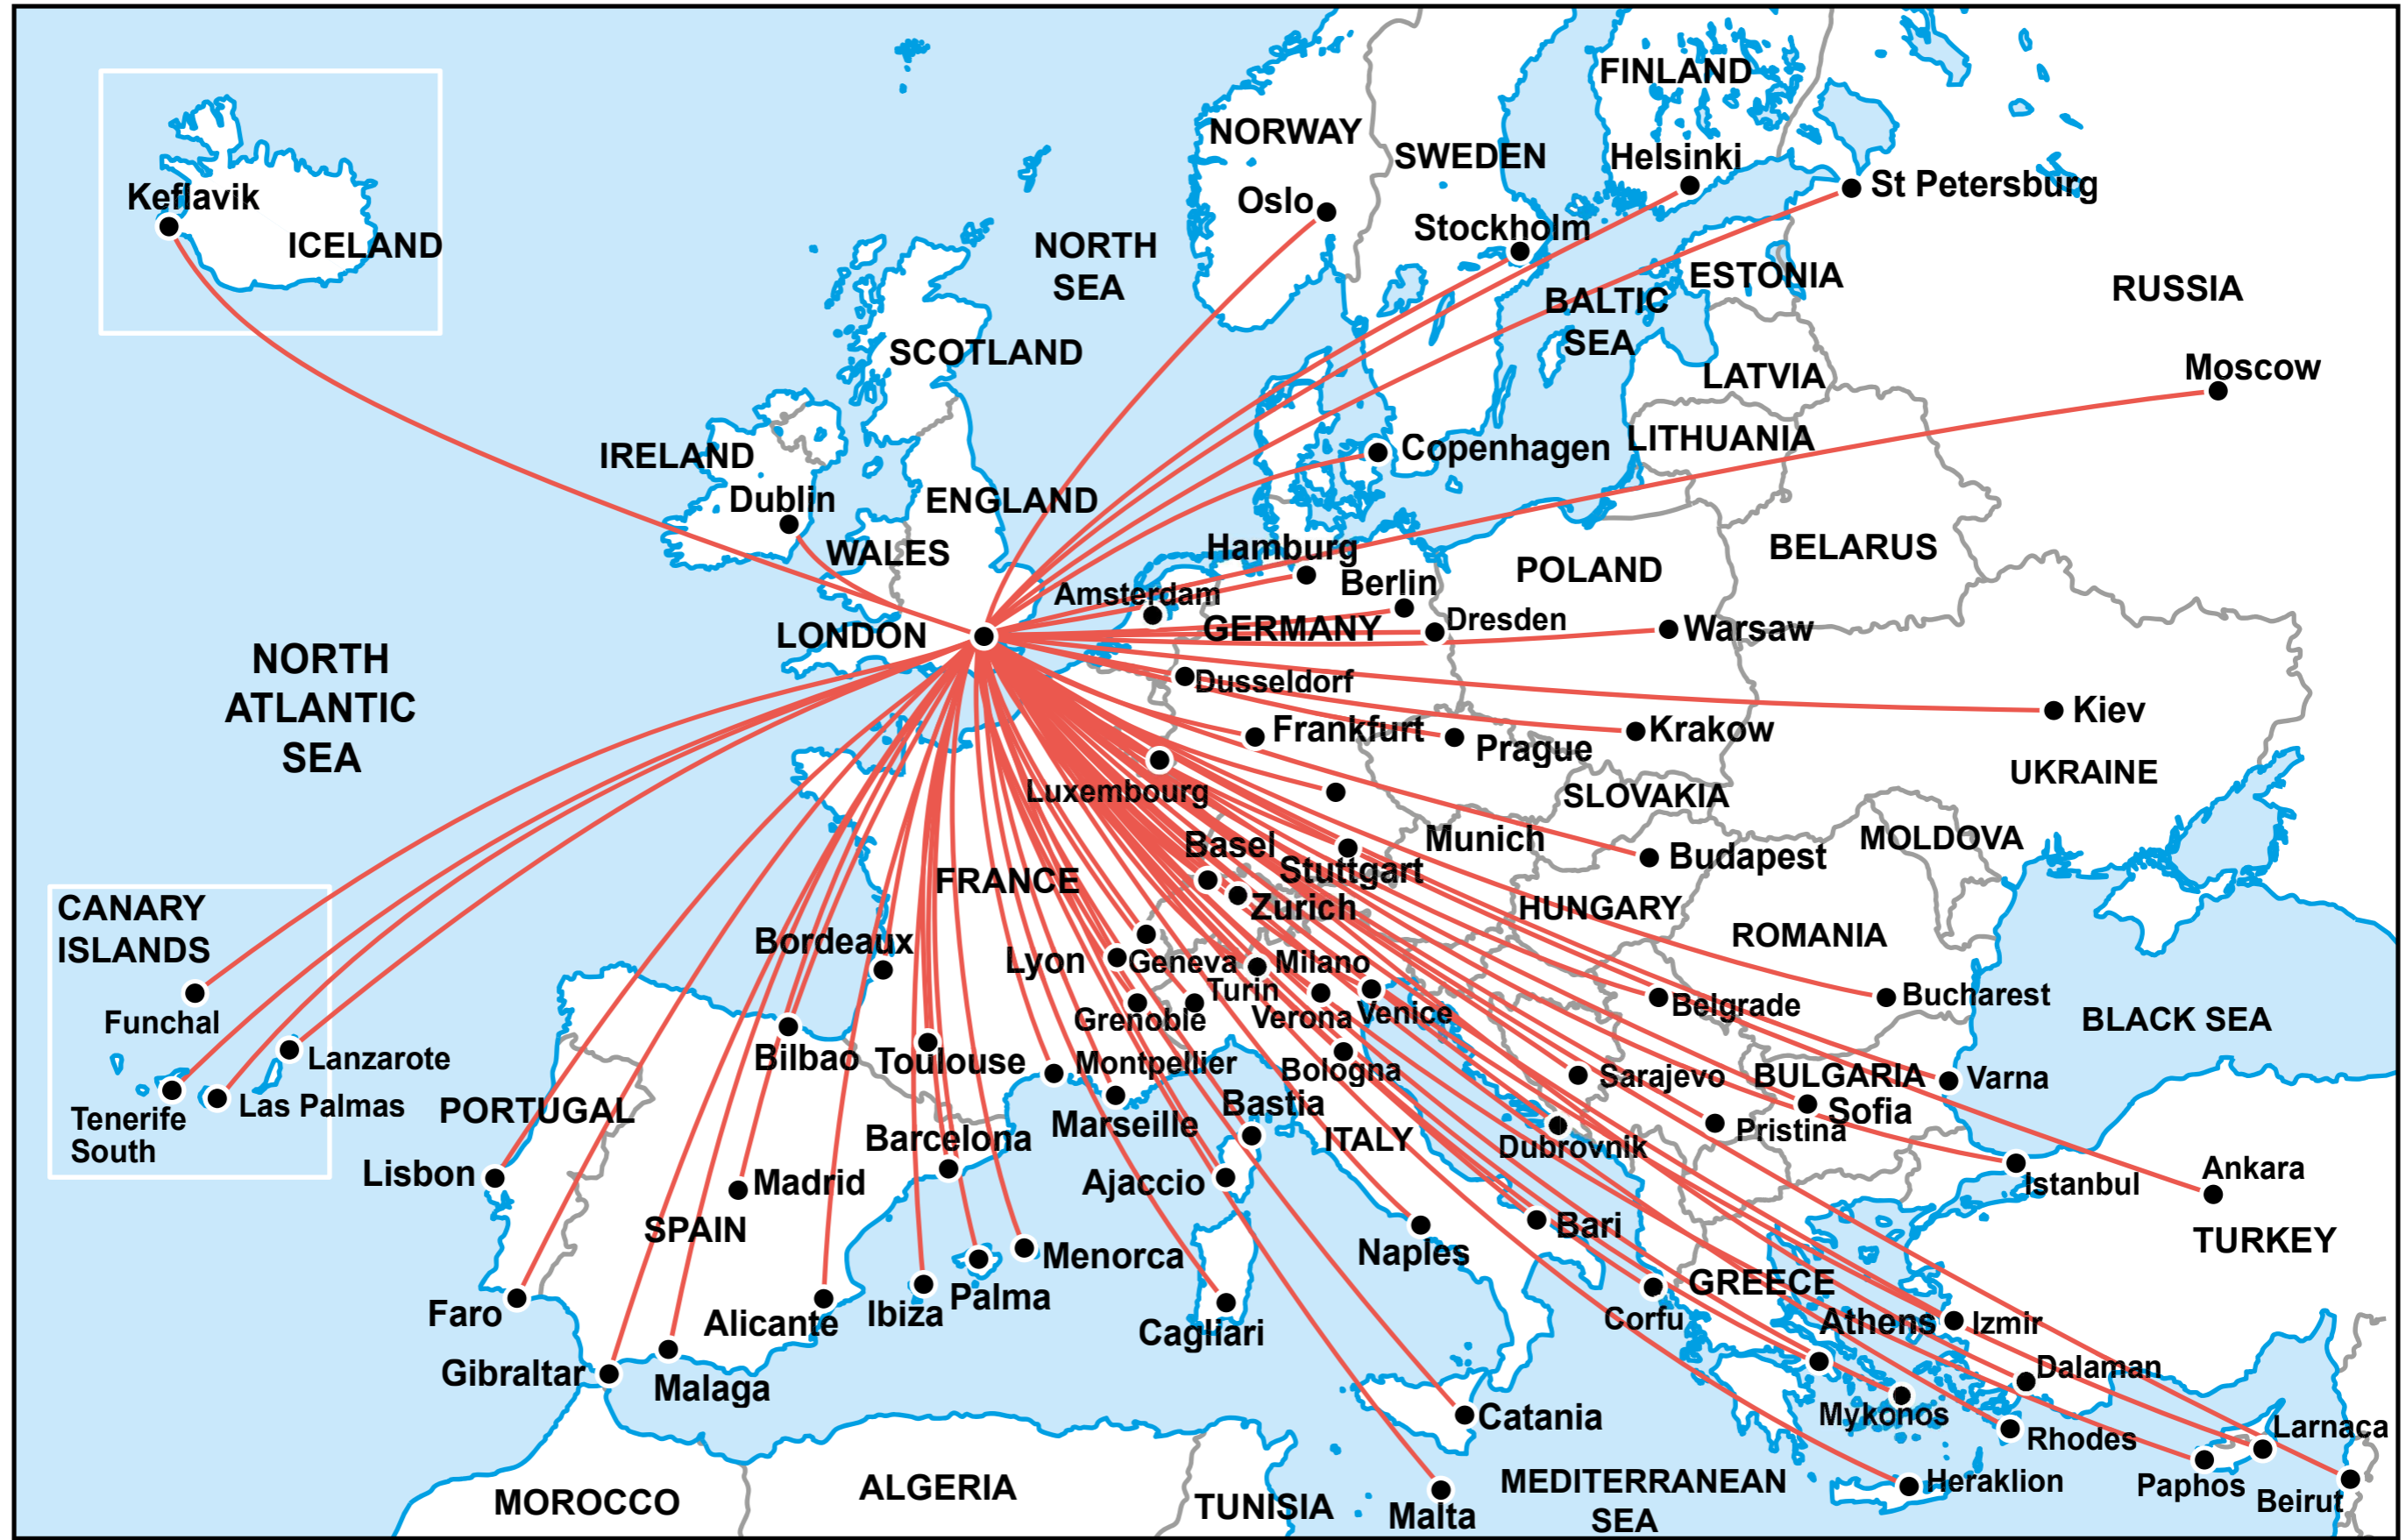 FINLAND
NORWAY
SWEDEN
Helsinki
Keflavik
Oslo
St Petersburg
Stockholm
ICELAND
NORTH
SEA
ESTONIA
RUSSIA
BALTIC
SEA
SCOTLAND
LATVIA
Moscow
IRELAND
Copenhagen
LITHUANIA
Dublin
ENGLAND
WALES
Hamburg
BELARUS
POLAND
Berlin
Amsterdam
Dresden
LONDON
GERMANY
Warsaw
NORTH
ATLANTIC
SEA
Dusseldorf
Kiev
Frankfurt
Prague
Krakow
UKRAINE
Luxembourg
SLOVAKIA
Basel
Munich
MOLDOVA
Stuttgart
Budapest
FRANCE
CANARY
ISLANDS
Zurich
HUNGARY
ROMANIA
Bordeaux
Lyon
Geneva
Milano
Turin
Belgrade
Bucharest
Funchal
Grenoble
Verona
Venice
BLACK SEA
Lanzarote
Bilbao
Toulouse
Montpellier
Bologna
Sarajevo
BULGARIA
Varna
Las Palmas
Tenerife
South
PORTUGAL
Bastia
Marseille
Barcelona
ITALY
Dubrovnik
Pristina
Sofia
Lisbon
Madrid
Ajaccio
Istanbul
Ankara
SPAIN
Menorca
Naples
Bari
TURKEY
Faro
Alicante
Ibiza
Palma
Cagliari
GREECE
Corfu
Athens
Izmir
Gibraltar
Malaga
Dalaman
Catania
Mykonos
Rhodes
Larnaca
MOROCCO
ALGERIA
TUNISIA
Malta
MEDITERRANEAN
SEA
Heraklion
Paphos
Beirut